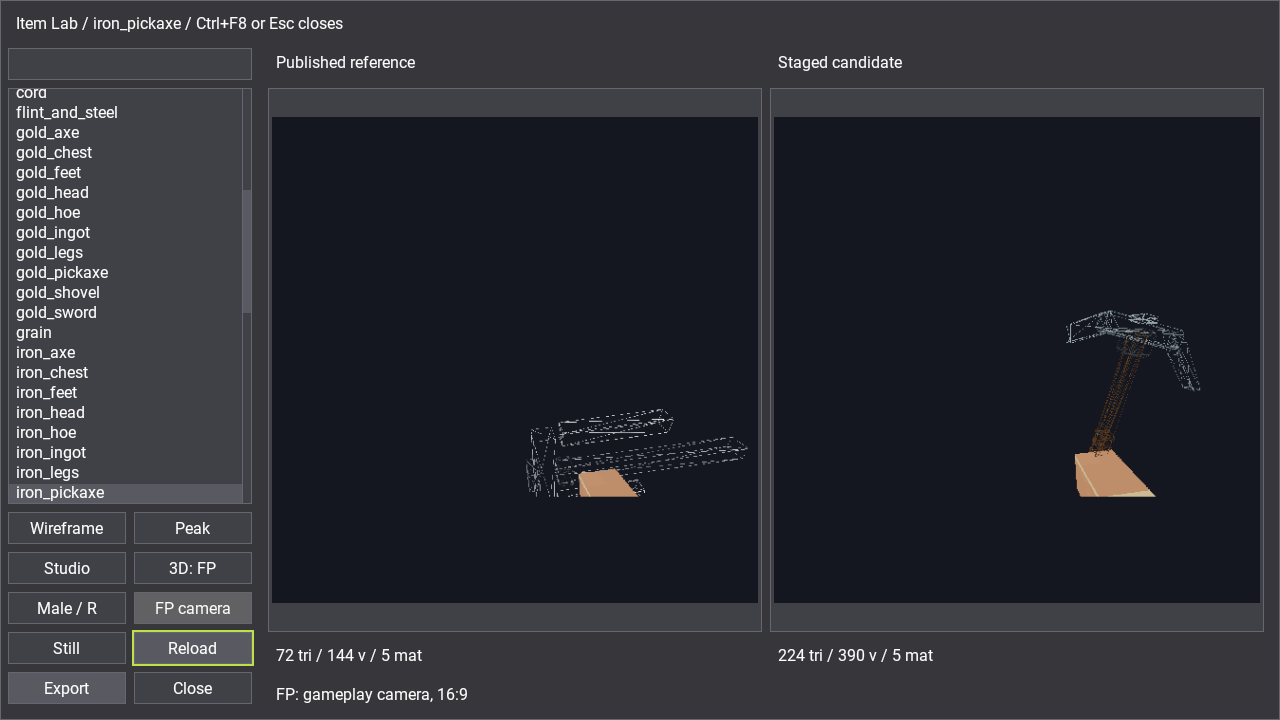 Item Lab / iron_pickaxe / Ctrl+F8 or Esc closes
Published reference
Staged candidate
cord
flint_and_steel
gold_axe
gold_chest
gold_feet
gold_head
gold_hoe
gold_ingot
gold_legs
gold_pickaxe
gold_shovel
gold_sword
grain
iron_axe
iron_chest
iron_feet
iron_head
iron_hoe
iron_ingot
iron_legs
iron_pickaxe
Wireframe
Peak
Studio
3D: FP
Male / R
FP camera
Still
Reload
Export
Close
72 tri / 144 v / 5 mat
224 tri / 390 v / 5 mat
FP: gameplay camera, 16:9